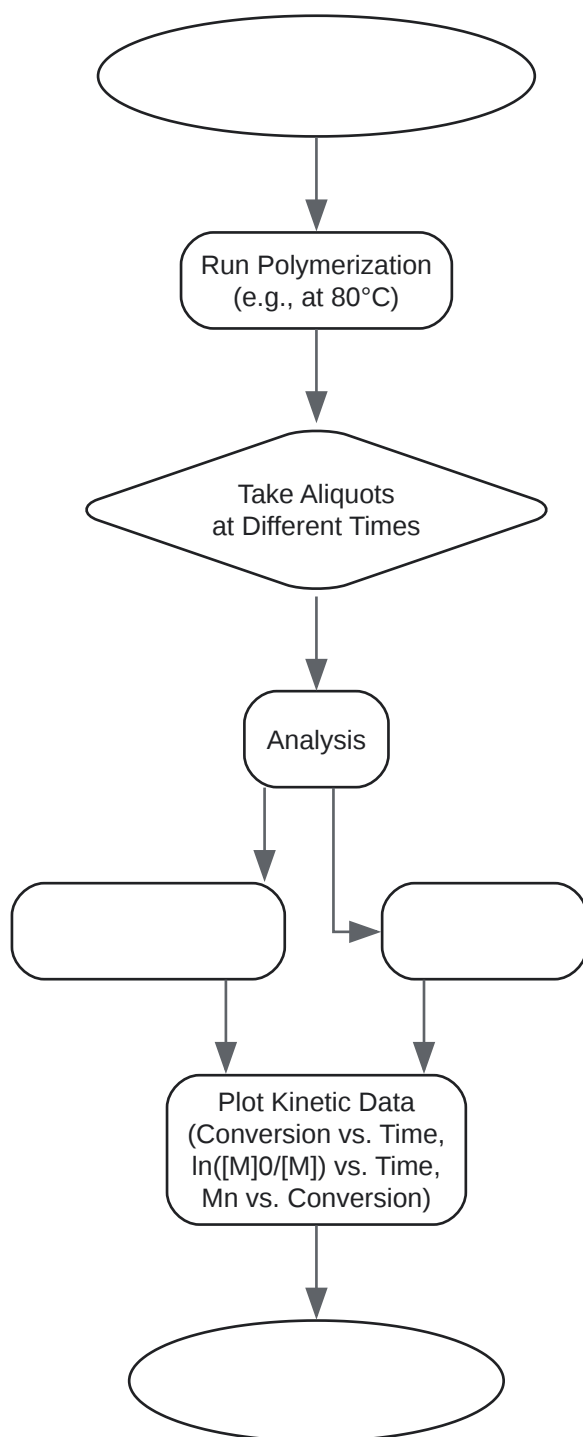 Run Polymerization
(e.g., at 80°C)
Take Aliquots
at Different Times
Analysis
Plot Kinetic Data
(Conversion vs. Time,
ln([M]0/[M]) vs. Time,
Mn vs. Conversion)